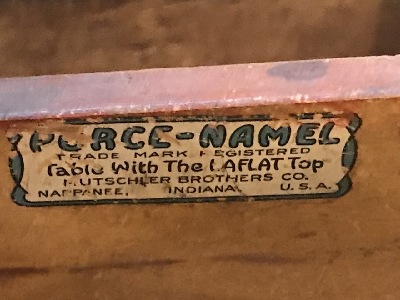 PORCE-NAMEL
TRADE MARK REGISTERED
Table With The LAFLAT Top
MUTSCHLER BROTHERS CO.
NAPPANEE, INDIANA, U.S.A.